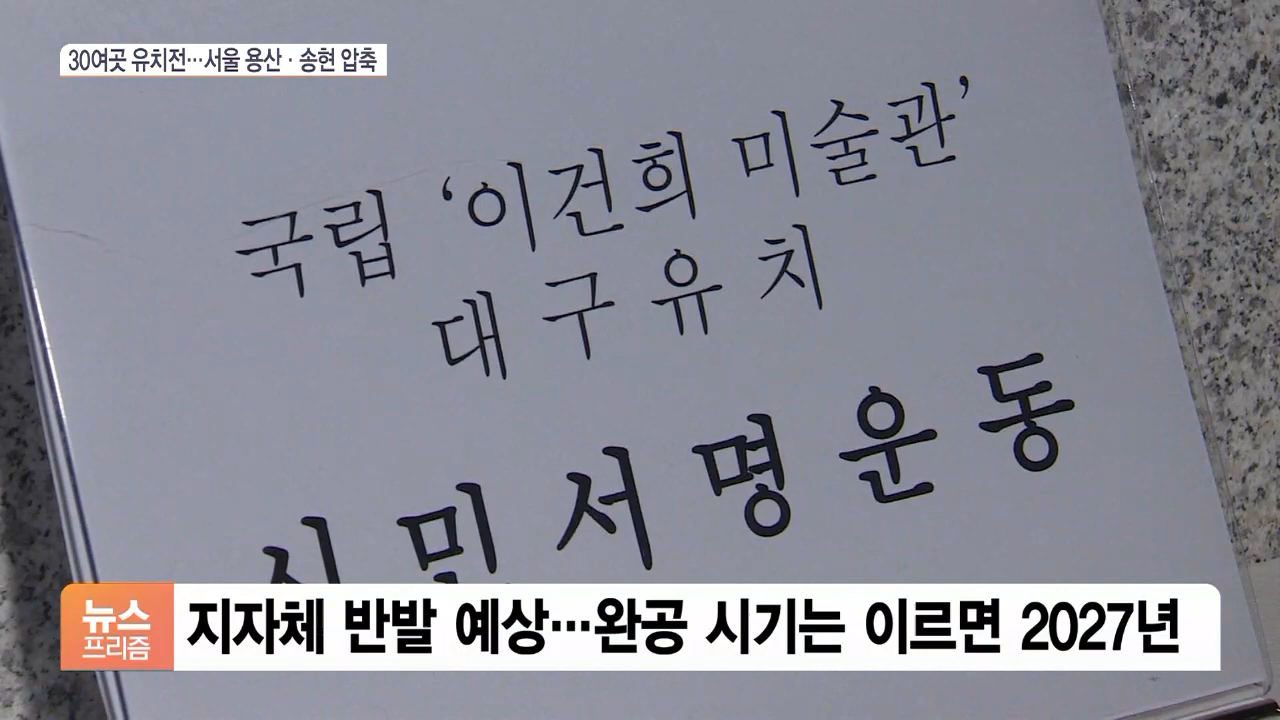 30여곳 유치전…서울 용산·송현 압축
국립 ‘이건희 미술관’
대구유치
시민서명운동
뉴스
프리즘
지자체 반발 예상…완공 시기는 이르면 2027년